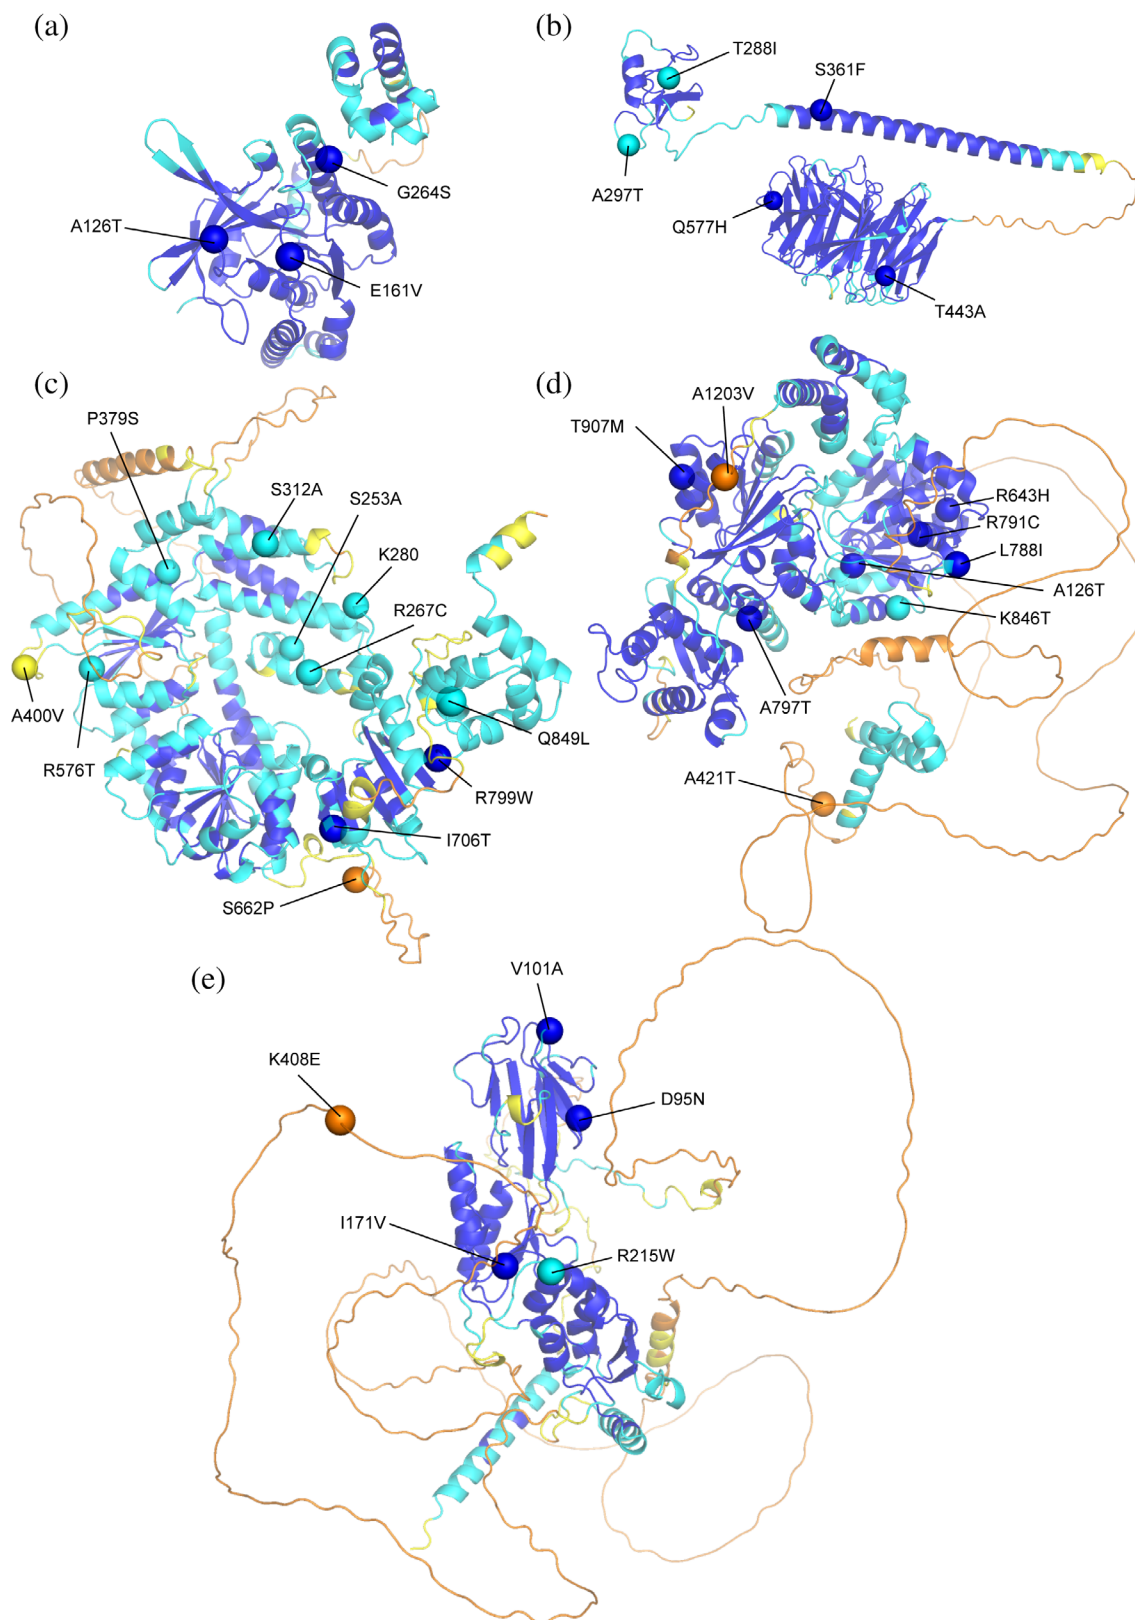 (a)
(b)
T288I
S361F
G264S
A126T
A297T
Q577H
E161V
T443A
(c)
(d)
P379S
A1203V
T907M
S312A
S253A
R643H
K280
R791C
R267C
L788I
A126T
K846T
A400V
A797T
Q849L
R576T
R799W
A421T
I706T
S662P
(e)
V101A
K408E
D95N
I171V
R215W